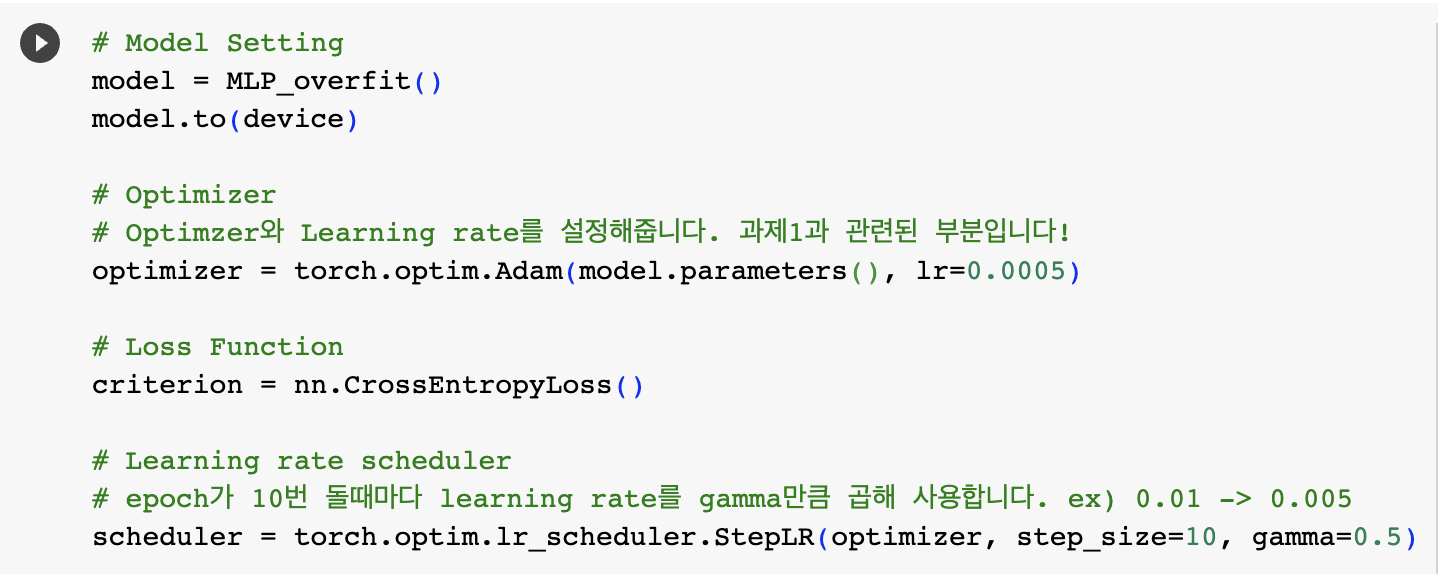 # Model Setting
model = MLP_overfit()
model.to(device)
# Optimizer
# Optimzer와 Learning rate를 설정해줍니다. 과제1과 관련된 부분입니다!
optimizer = torch.optim.Adam(model.parameters(), lr=0.0005)
# Loss Function
criterion = nn.CrossEntropyLoss()
# Learning rate scheduler
# epoch가 10번 돌때마다 learning rate를 gamma만큼 곱해 사용합니다. ex) 0.01 -> 0.005
scheduler = torch.optim.lr_scheduler.StepLR(optimizer, step_size=10, gamma=0.5)